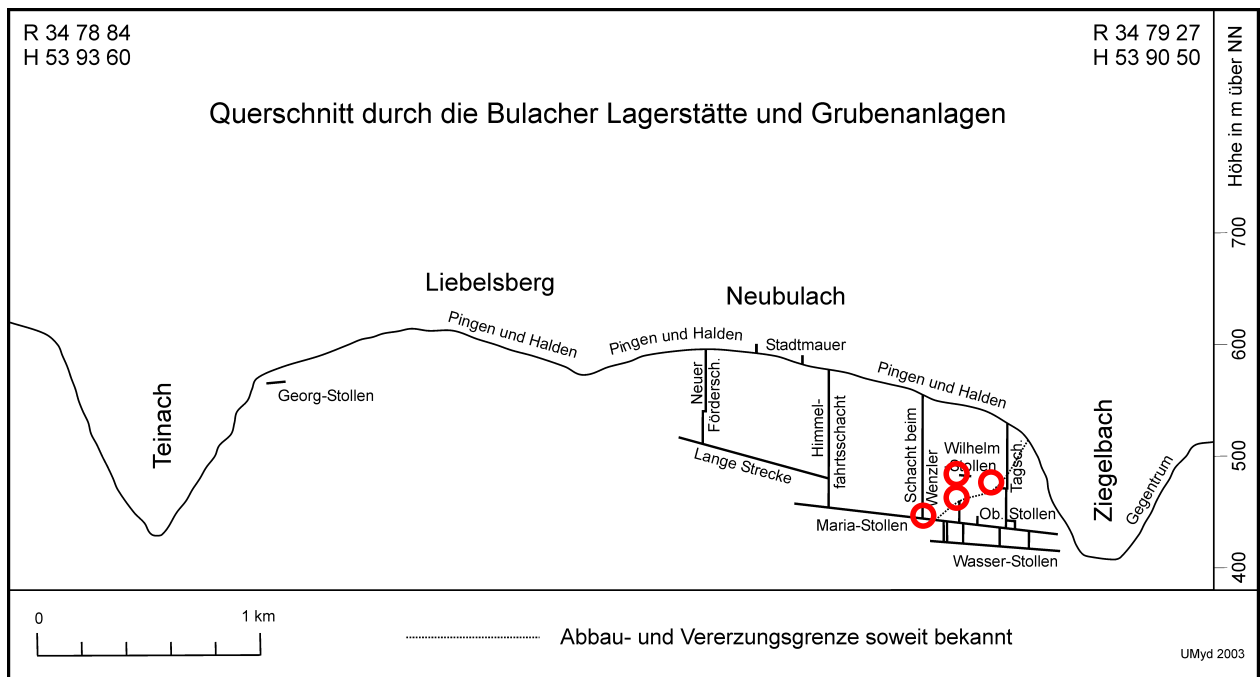 R 34 78 84
H 53 93 60
R 34 79 27
H 53 90 50
Höhe in m über NN
Querschnitt durch die Bulacher Lagerstätte und Grubenanlagen
700
Liebelsberg
Neubulach
Pingen und Halden
Pingen und Halden
Stadtmauer
600
Pingen und Halden
Georg-Stollen
Teinach
Neuer
Fördersch.
Himmel-
fahrtsschacht
Schacht beim
Wenzler
Wilhelm
Stollen
Tagsch.
Ziegelbach
Gegentrum
500
Lange Strecke
Maria-Stollen
Ob. Stollen
Wasser-Stollen
400
0
1 km
Abbau- und Vererzungsgrenze soweit bekannt
UMyd 2003